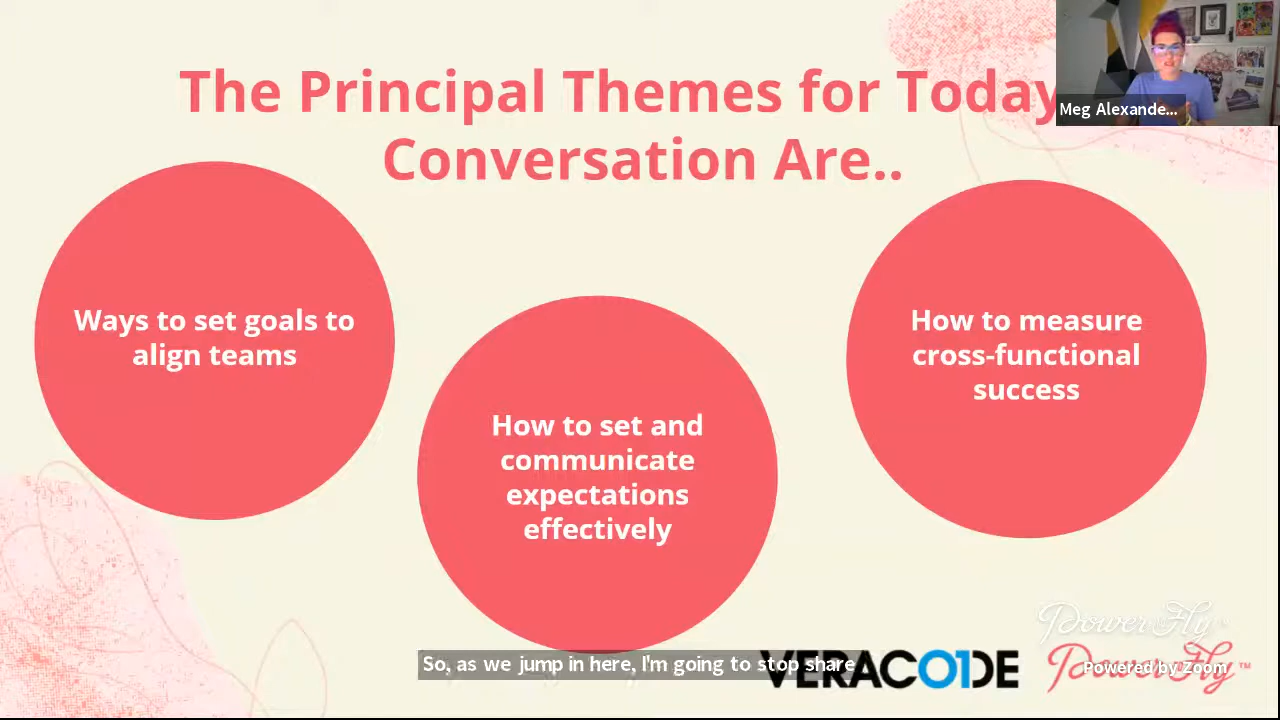 The Principal Themes for Today
Conversation Are..
Meg Alexande...
Ways to set goals to
align teams
How to set and
communicate
expectations
effectively
How to measure
cross-functional
success
So, as we jump in here, I'm going to stop share
VERACODE
PowerToFly™
PowerToFly™
Powered by Zoom